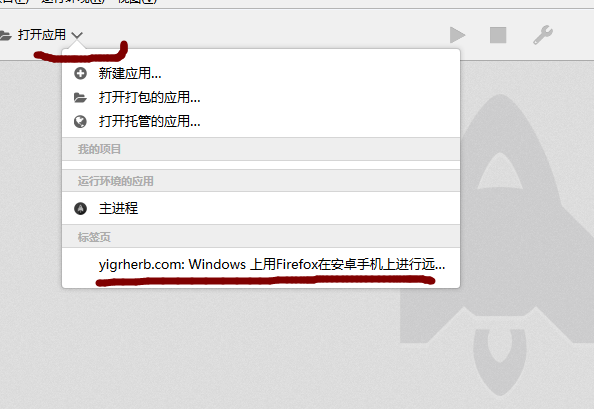 打开应用
新建应用...
打开打包的应用...
打开托管的应用...
我的项目
运行环境的应用
主进程
标签页
yigrherb.com: Windows 上用Firefox在安卓手机上进行远...